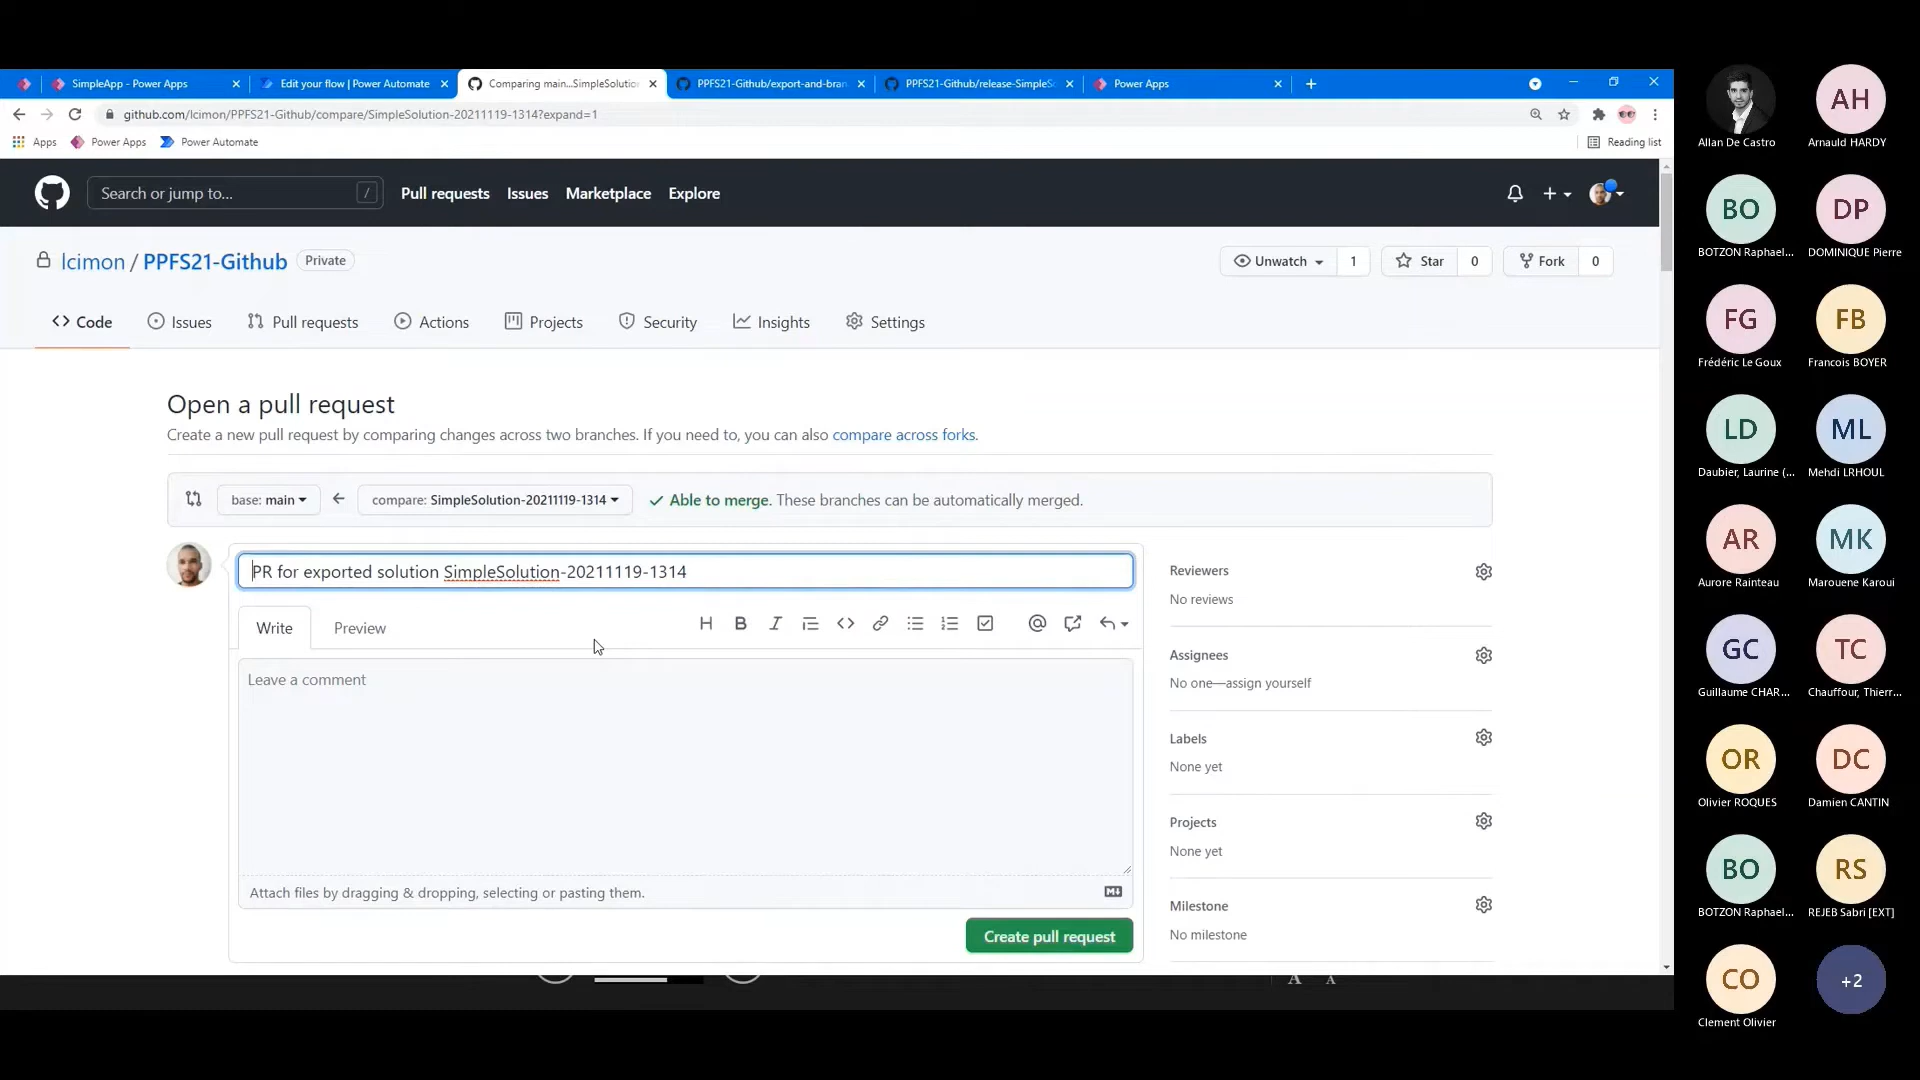 SimpleApp - Power Apps
Edit your flow | Power Automate
Comparing main...SimpleSolution
PPFS21-Github/export-and-bran
PPFS21-Github/release-SimpleSo
Power Apps
github.com/lcimon/PPFS21-Github/compare/SimpleSolution-20211119-1314?expand=1
Apps
Power Apps
Power Automate
Reading list
Search or jump to...
/
Pull requests
Issues
Marketplace
Explore
lcimon / PPFS21-Github
Private
Unwatch
1
Star
0
Fork
0
Code
Issues
Pull requests
Actions
Projects
Security
Insights
Settings
Open a pull request
Create a new pull request by comparing changes across two branches. If you need to, you can also compare across forks.
base: main
compare: SimpleSolution-20211119-1314
Able to merge. These branches can be automatically merged.
PR for exported solution SimpleSolution-20211119-1314
Write
Preview
Leave a comment
Attach files by dragging & dropping, selecting or pasting them.
Create pull request
Reviewers
No reviews
Assignees
No one—assign yourself
Labels
None yet
Projects
None yet
Milestone
No milestone
A
A
Allan De Castro
AH
Arnauld HARDY
BO
BOTZON Raphael...
DP
DOMINIQUE Pierre
FG
Frédéric Le Goux
FB
Francois BOYER
LD
Daubier, Laurine (...
ML
Mehdi LRHOUL
AR
Aurore Rainteau
MK
Marouene Karoui
GC
Guillaume CHAR...
TC
Chauffour, Thierr...
OR
Olivier ROQUES
DC
Damien CANTIN
BO
BOTZON Raphael...
RS
REJEB Sabri [EXT]
CO
Clement Olivier
+2